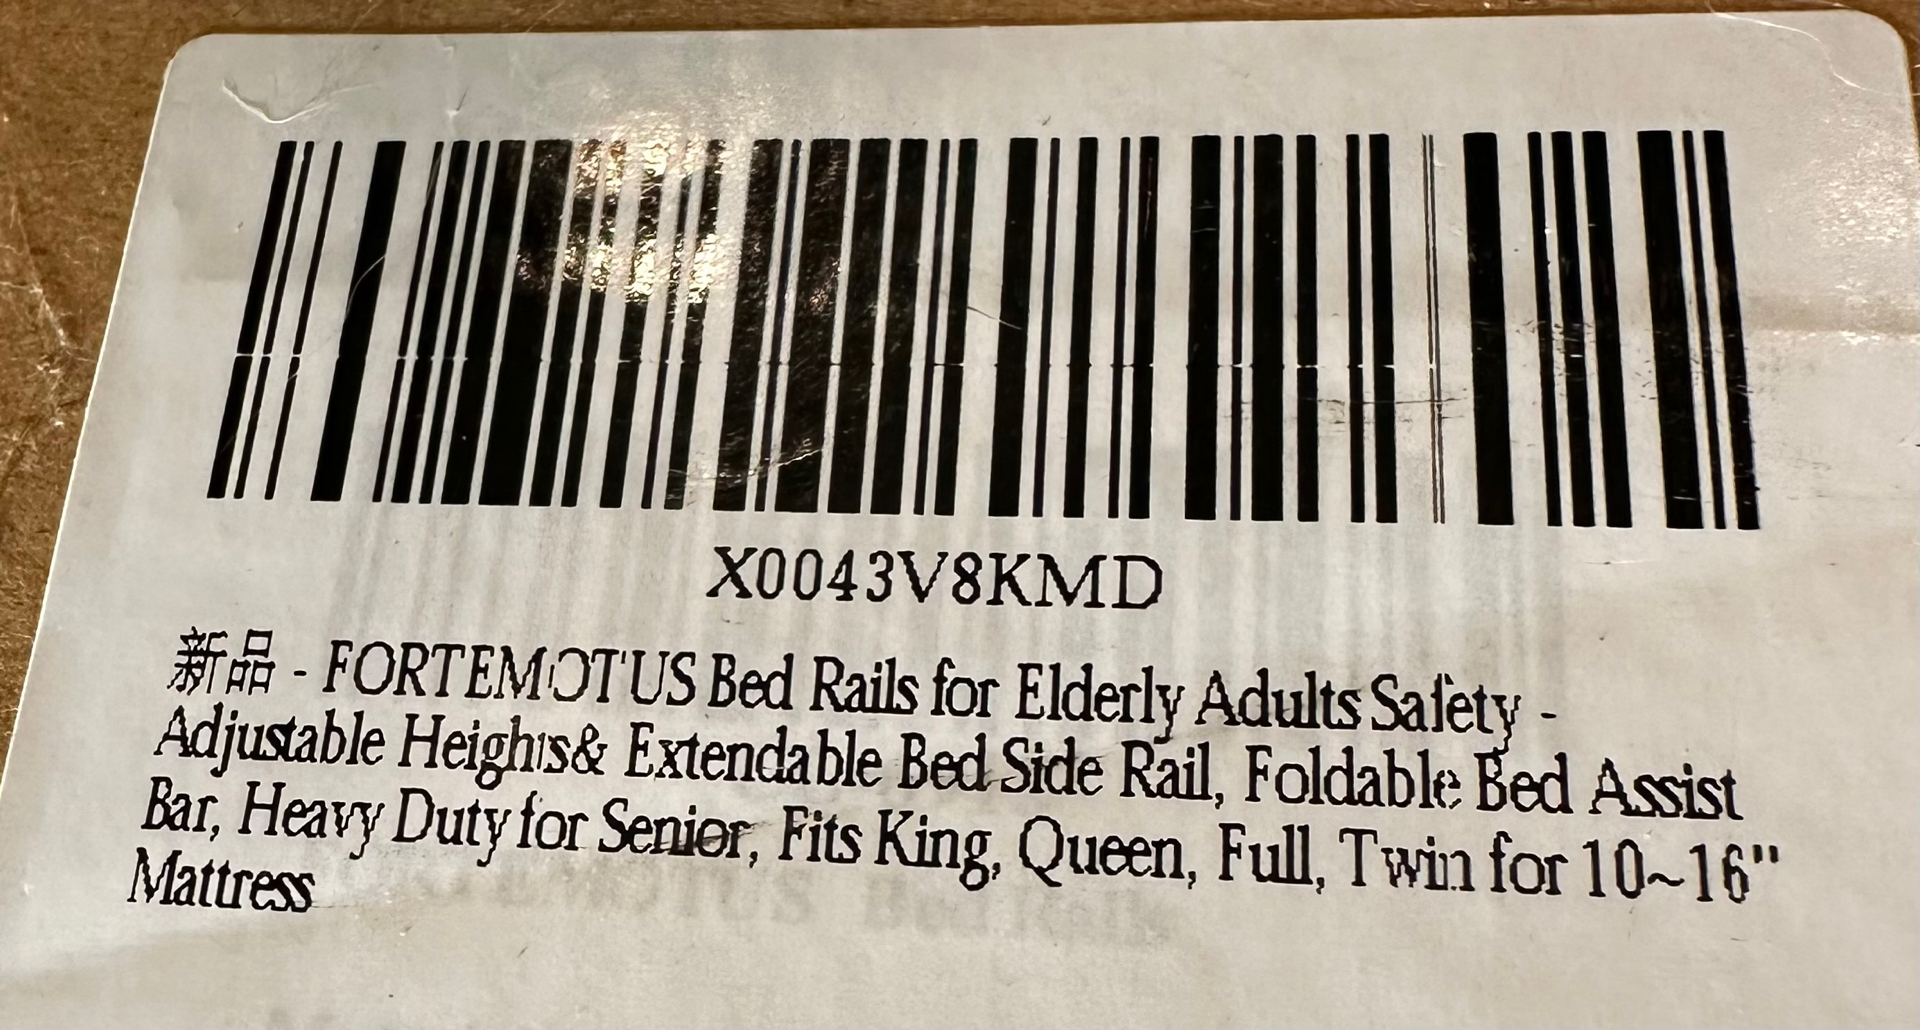 X0043V8KMD
新品 - FORTEMOTUS Bed Rails for Elderly Adults Safety -
Adjustable Heights& Extendable Bed Side Rail, Foldable Bed Assist
Bar, Heavy Duty for Senior, Fits King, Queen, Full, Twin for 10~16"
Mattress